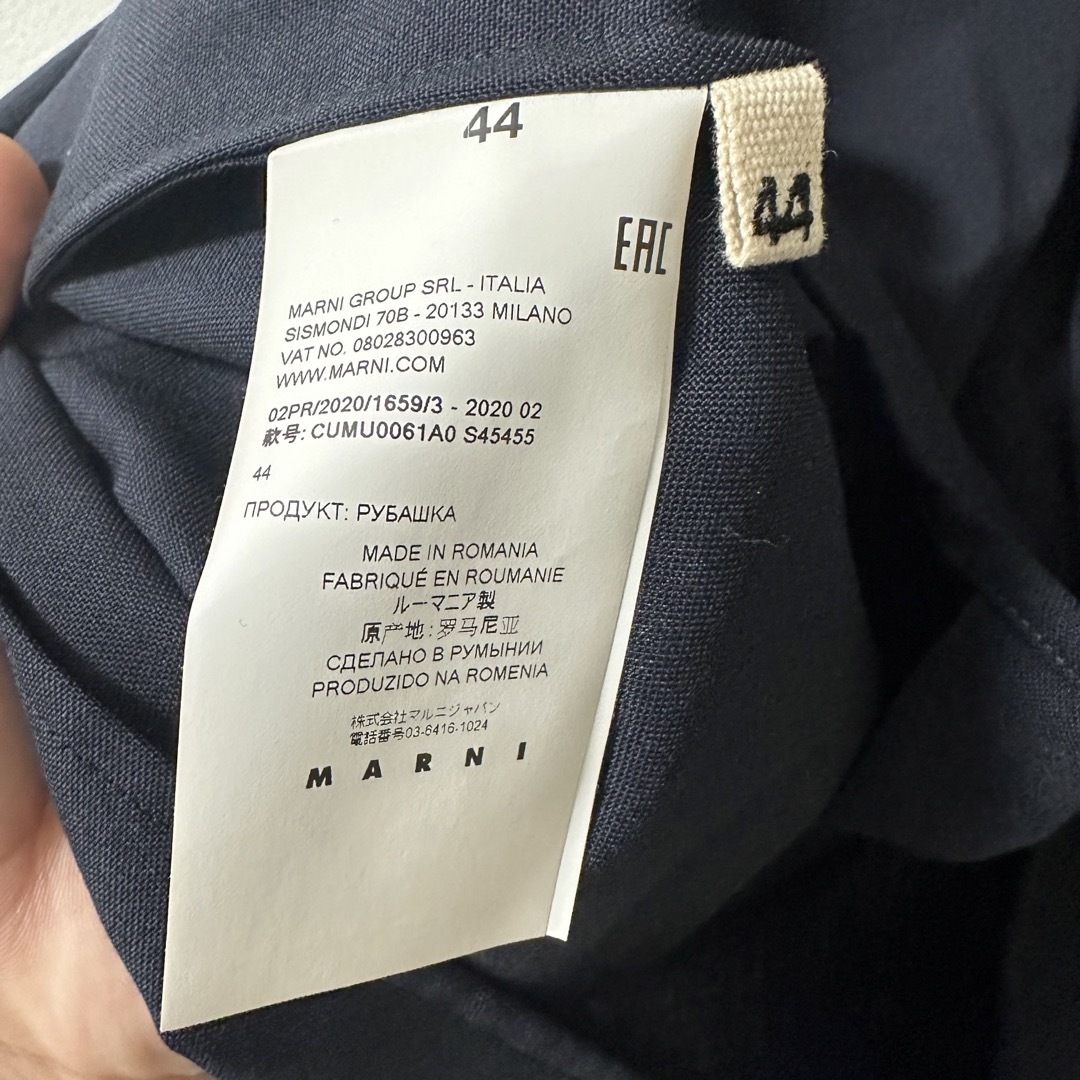 44
44
EAC
MARNI GROUP SRL - ITALIA
SISMONDI 70B - 20133 MILANO
VAT NO. 08028300963
WWW.MARNI.COM
02PR/2020/1659/3 - 2020 02
款号: CUMU0061A0 S45455
44
ПРОДУКТ: РУБАШКА
MADE IN ROMANIA
FABRIQUÉ EN ROUMANIE
ルーマニア製
原产地: 罗马尼亚
СДЕЛАНО В РУМЫНИИ
PRODUZIDO NA ROMENIA
株式会社マルニジャパン
電話番号03-6416-1024
MARNI